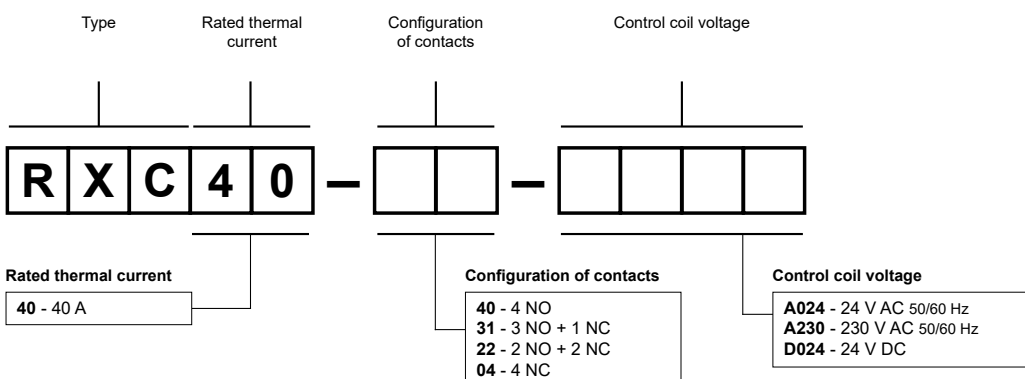 Type
Rated thermal
current
Configuration
of contacts
Control coil voltage
RXC40 – –
Rated thermal current
40 - 40 A
Configuration of contacts
40 - 4 NO
31 - 3 NO + 1 NC
22 - 2 NO + 2 NC
04 - 4 NC
Control coil voltage
A024 - 24 V AC 50/60 Hz
A230 - 230 V AC 50/60 Hz
D024 - 24 V DC